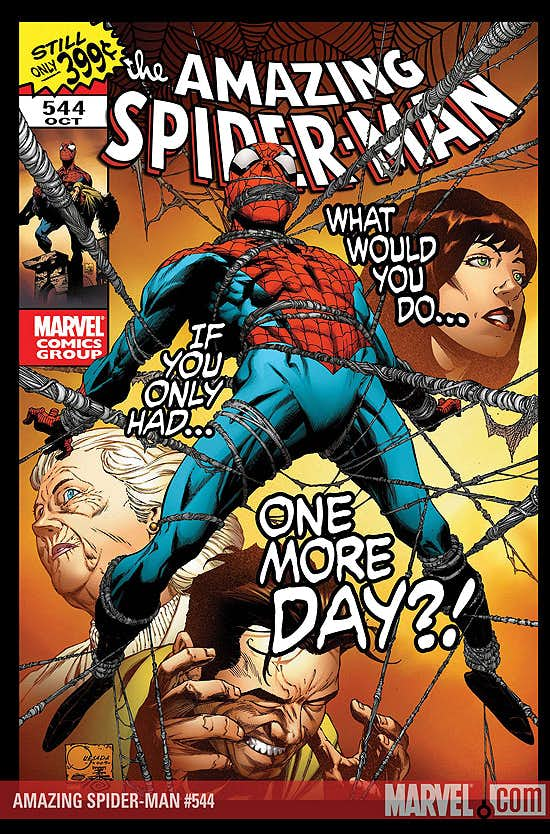 STILL
ONLY 399¢
the AMAZING
SPIDER-MAN
544
OCT
MARVEL
COMICS
GROUP
WHAT
WOULD
YOU
DO...
IF
YOU
ONLY
HAD...
ONE
MORE
DAY?!
QUESADA
AMAZING SPIDER-MAN #544
MARVEL.com